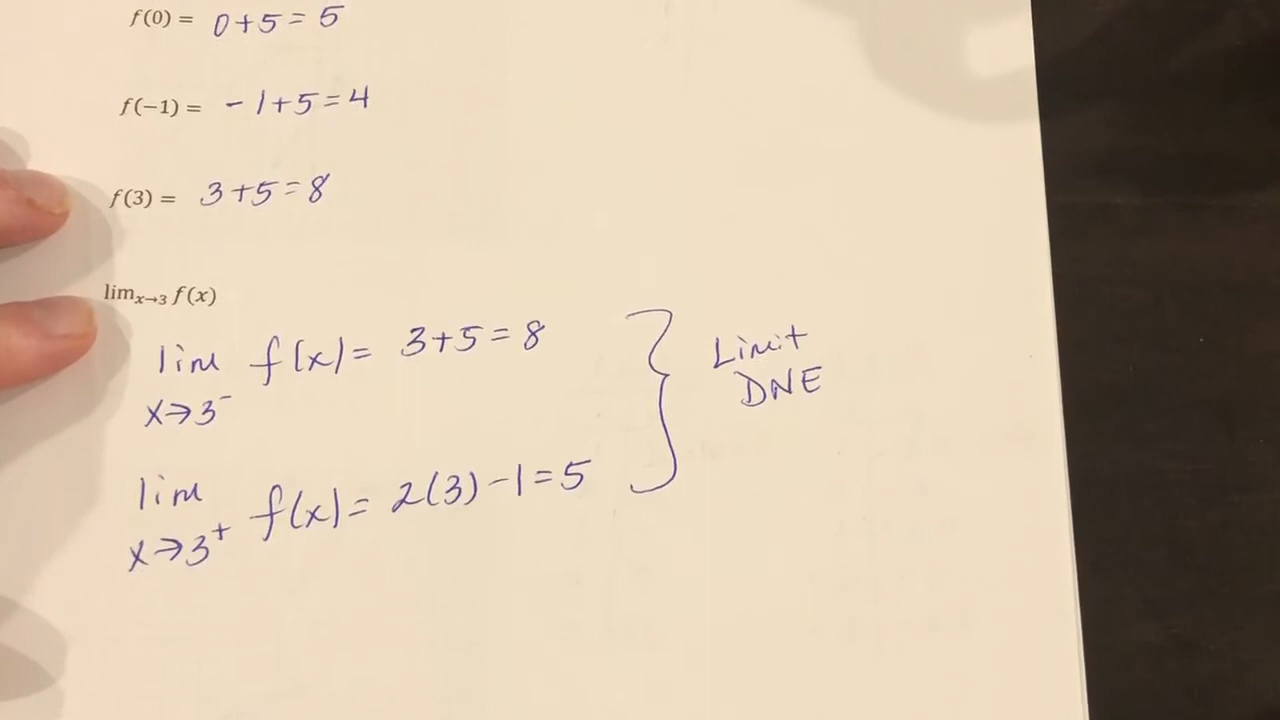 f(0) = 0+5=5
f(−1) = -1+5=4
f(3) = 3+5=8
lim x→3 f(x)
lim f(x)= 3+5=8
x→3⁻
Limit
DNE
lim f(x)= 2(3)-1=5
x→3⁺